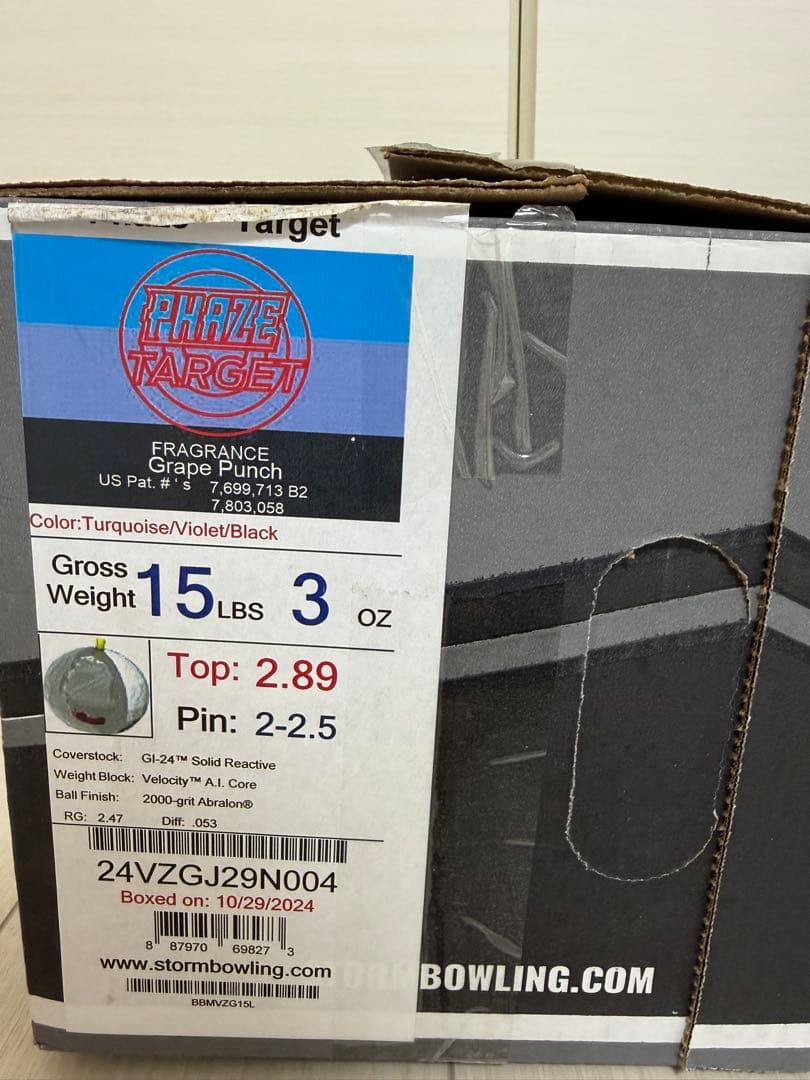 Phaze Target
PHAZE
TARGET
FRAGRANCE
Grape Punch
US Pat. #'s 7,699,713 B2
7,803,058
Color:Turquoise/Violet/Black
Gross Weight 15 LBS 3 OZ
Top: 2.89
Pin: 2-2.5
Coverstock: GI-24™ Solid Reactive
Weight Block: Velocity™ A.I. Core
Ball Finish: 2000-grit Abralon®
RG: 2.47 Diff: .053
24VZGJ29N004
Boxed on: 10/29/2024
8 87970 69827 3
www.stormbowling.com
BBMVZG15L
STORMBOWLING.COM